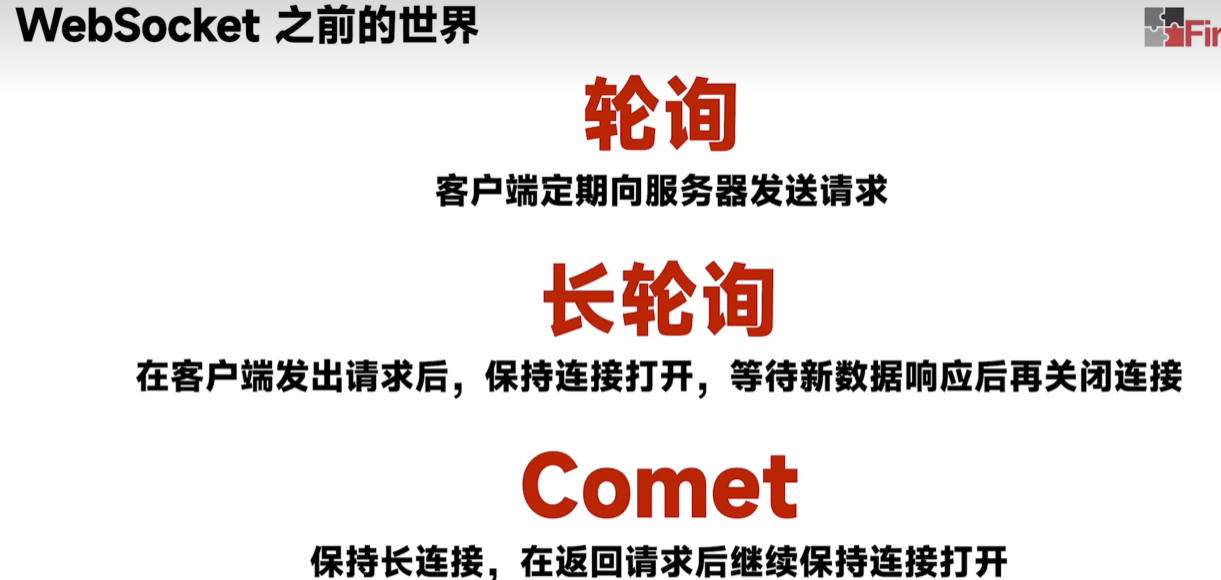 WebSocket 之前的世界
Fir
轮询
客户端定期向服务器发送请求
长轮询
在客户端发出请求后，保持连接打开，等待新数据响应后再关闭连接
Comet
保持长连接，在返回请求后继续保持连接打开